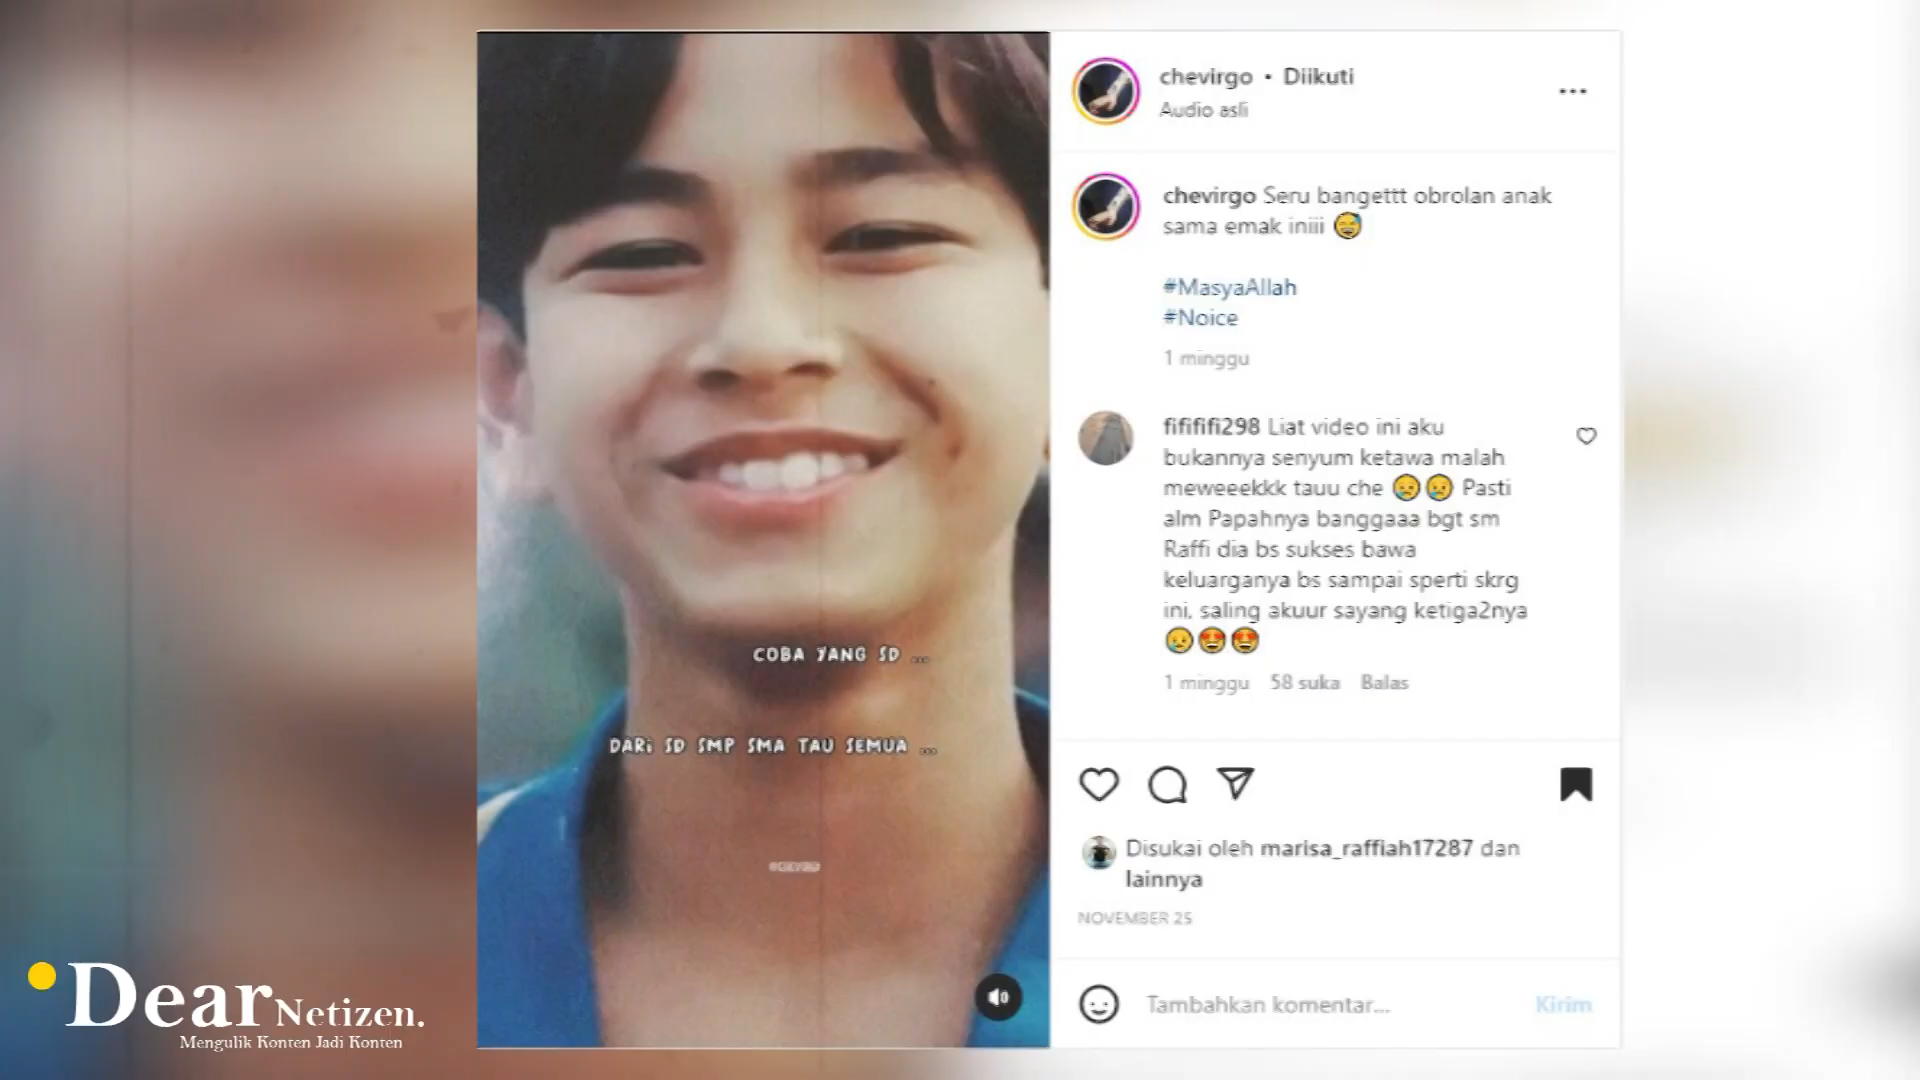 chevirgo • Diikuti
Audio asli
chevirgo Seru bangettt obrolan anak
sama emak iniii 😅
#MasyaAllah
#Noice
1 minggu
fifififi298 Liat video ini aku
bukannya senyum ketawa malah
meweeekkk tauu che 😥😥 Pasti
alm Papahnya banggaaa bgt sm
Raffi dia bs sukses bawa
keluarganya bs sampai sperti skrg
ini, saling akuur sayang ketiga2nya
😥😍😍
1 minggu 58 suka Balas
COBA YANG SD ...
DARi SD SMP SMA TAU SEMUA ...
Disukai oleh marisa_raffiah17287 dan
lainnya
NOVEMBER 25
Tambahkan komentar... Kirim
Dear Netizen.
Mengulik Konten Jadi Konten